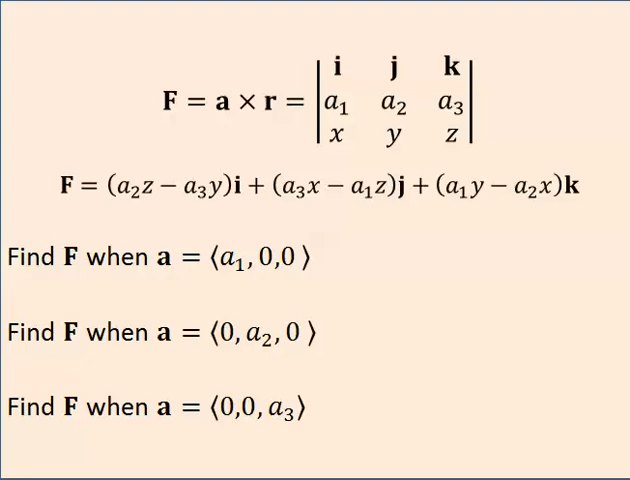 i j k
F = a × r = | a₁ a₂ a₃ |
x y z
F = (a₂z − a₃y)i + (a₃x − a₁z)j + (a₁y − a₂x)k
Find F when a = ⟨a₁, 0,0 ⟩
Find F when a = ⟨0, a₂, 0 ⟩
Find F when a = ⟨0,0, a₃⟩